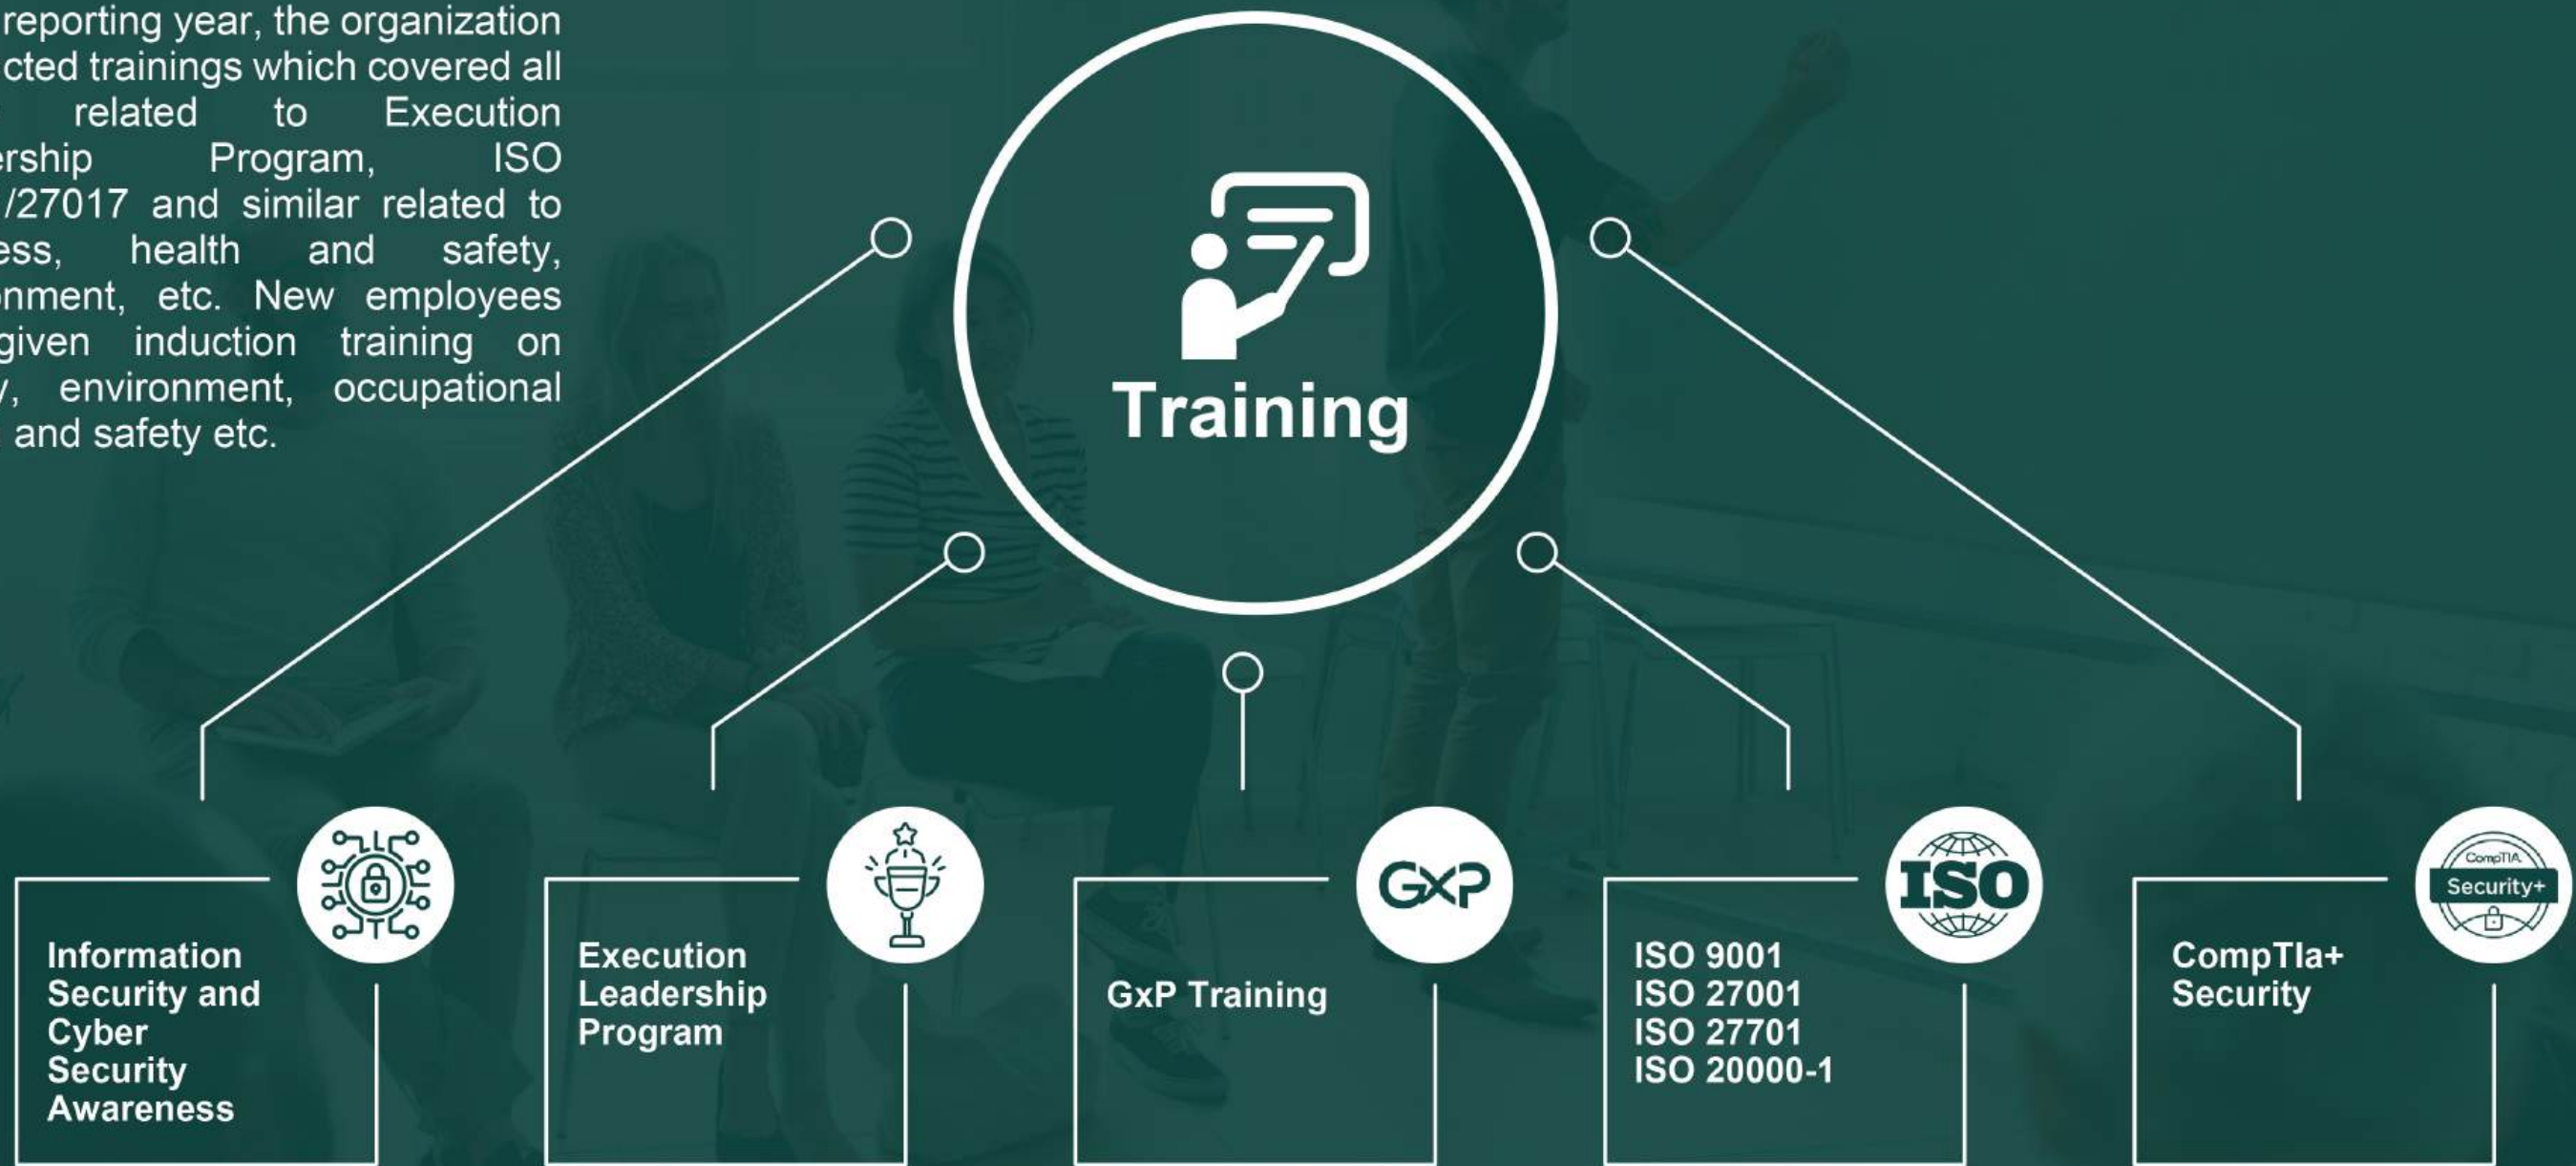 reporting year, the organization
cted trainings which covered all
related to Execution
ership Program, ISO
/27017 and similar related to
ess, health and safety,
onment, etc. New employees
given induction training on
y, environment, occupational
and safety etc.
Training
Information
Security and
Cyber
Security
Awareness
Execution
Leadership
Program
GxP
GxP Training
ISO
ISO 9001
ISO 27001
ISO 27701
ISO 20000-1
CompTIA.
Security+
CompTIa+
Security